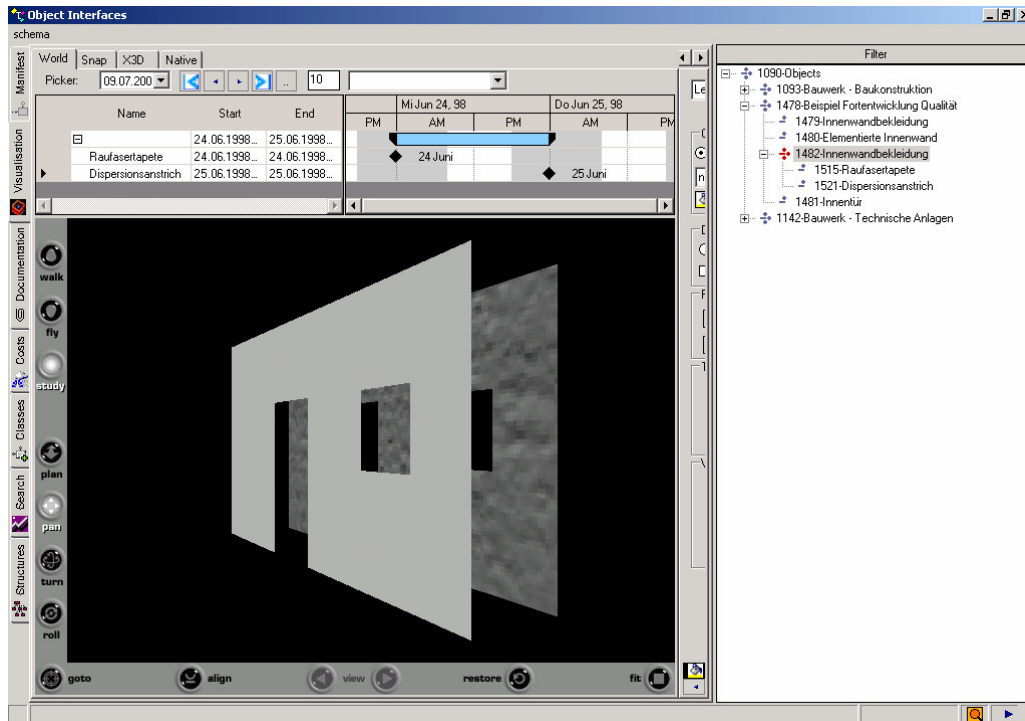 Object Interfaces
schema
Manifest
Visualisation
Documentation
Costs
Classes
Search
Structures
World Snap X3D Native
Picker: 09.07.200 .. 10
Name Start End
Mi Jun 24, 98 Do Jun 25, 98
PM AM PM AM PM
24.06.1998... 25.06.1998...
Raufasertapete 24.06.1998... 24.06.1998... 24 Juni
Dispersionsanstrich 25.06.1998... 25.06.1998... 25 Juni
walk
fly
study
plan
pan
turn
roll
goto align view restore fit
Le
Filter
1090-Objects
1093-Bauwerk - Baukonstruktion
1478-Beispiel Fortentwicklung Qualität
1479-Innenwandbekleidung
1480-Elementierte Innenwand
1482-Innenwandbekleidung
1515-Raufasertapete
1521-Dispersionsanstrich
1481-Innentür
1142-Bauwerk - Technische Anlagen